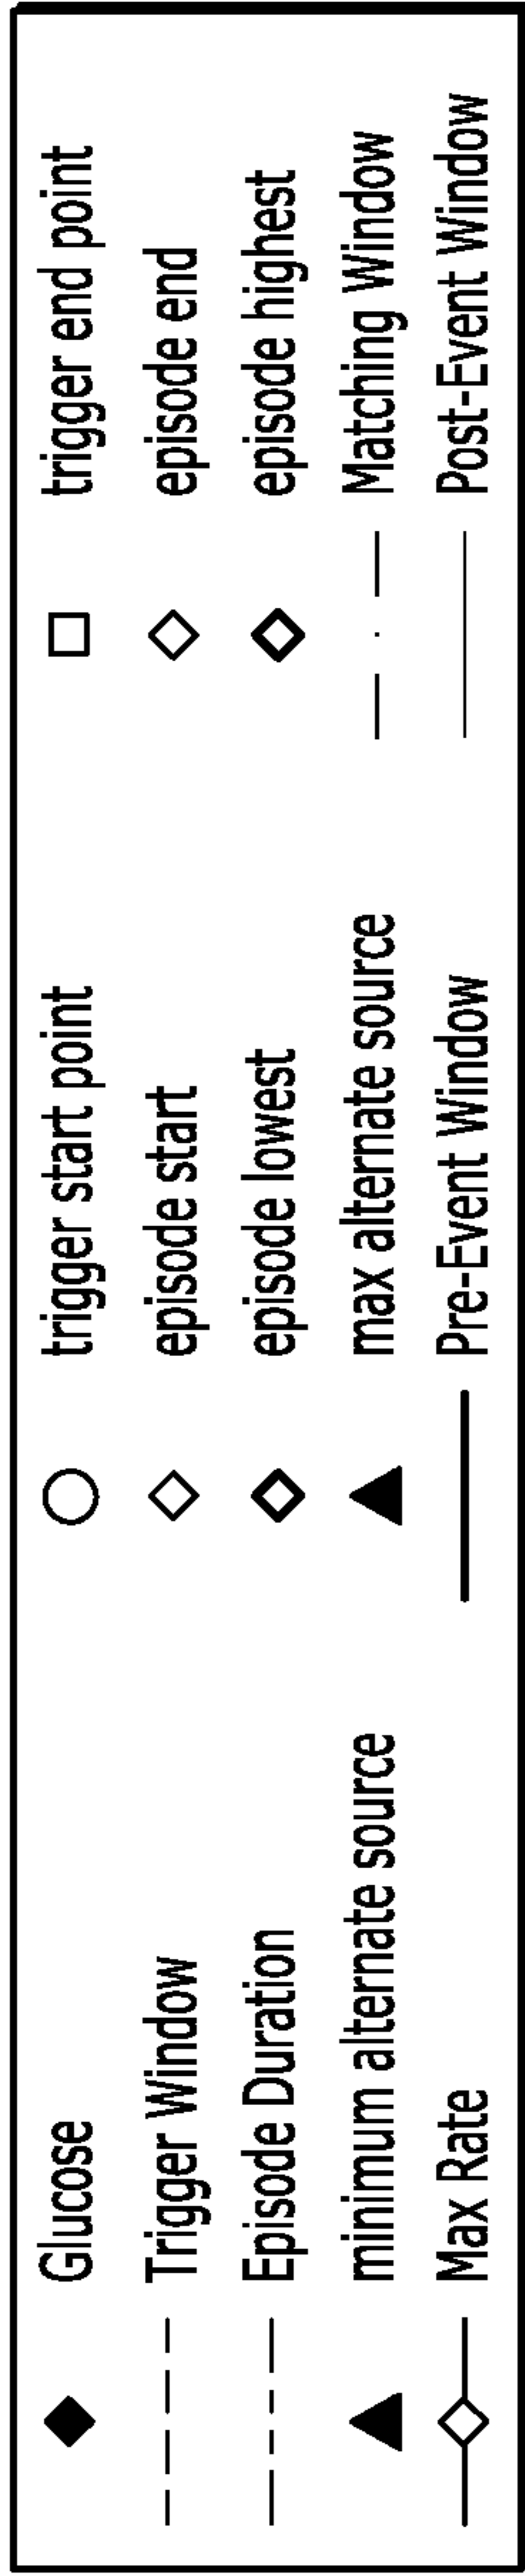 Glucose trigger start point trigger end point
Trigger Window episode start episode end
Episode Duration episode lowest episode highest
minimum alternate source max alternate source Matching Window
Max Rate Pre-Event Window Post-Event Window